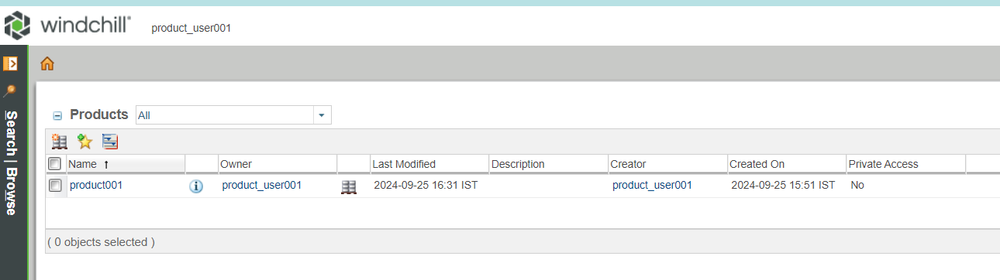 windchill® product_user001
Products All
Name ↑ Owner Last Modified Description Creator Created On Private Access
product001 product_user001 2024-09-25 16:31 IST product_user001 2024-09-25 15:51 IST No
( 0 objects selected )
Search | Browse